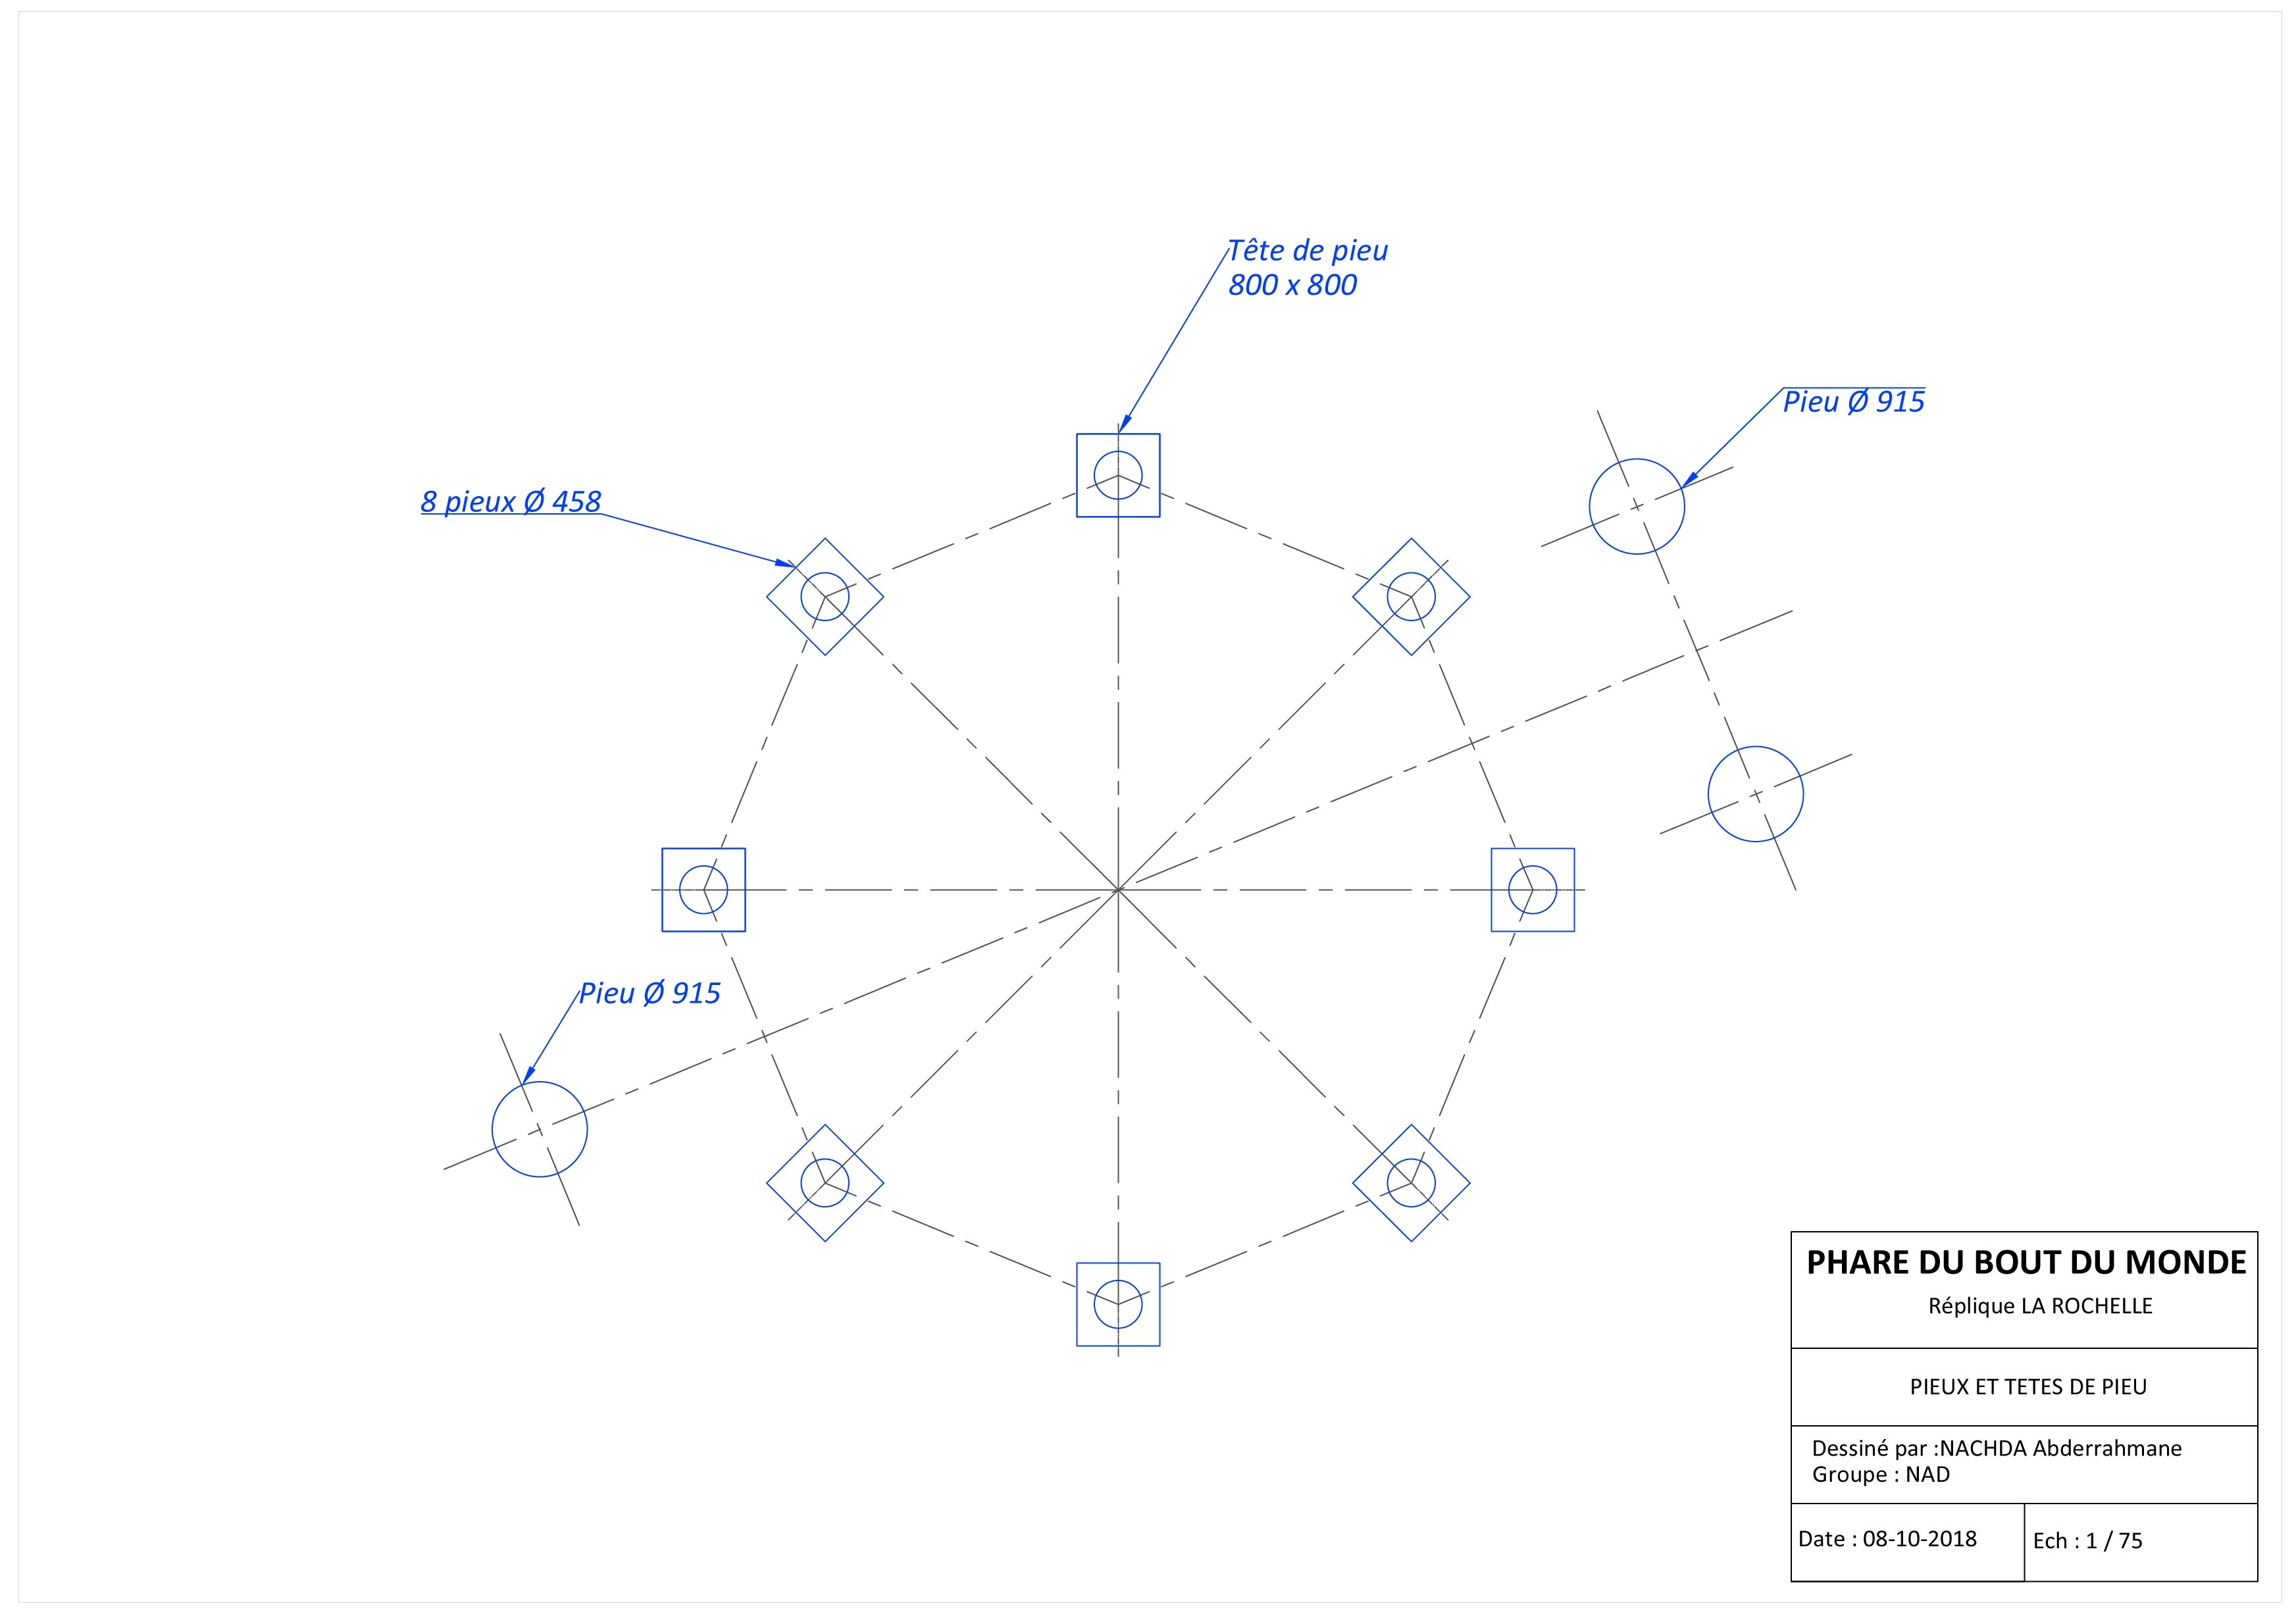 Tête de pieu
800 x 800
Pieu Ø 915
8 pieux Ø 458
Pieu Ø 915
PHARE DU BOUT DU MONDE
Réplique LA ROCHELLE
PIEUX ET TETES DE PIEU
Dessiné par :NACHDA Abderrahmane
Groupe : NAD
Date : 08-10-2018
Ech : 1 / 75